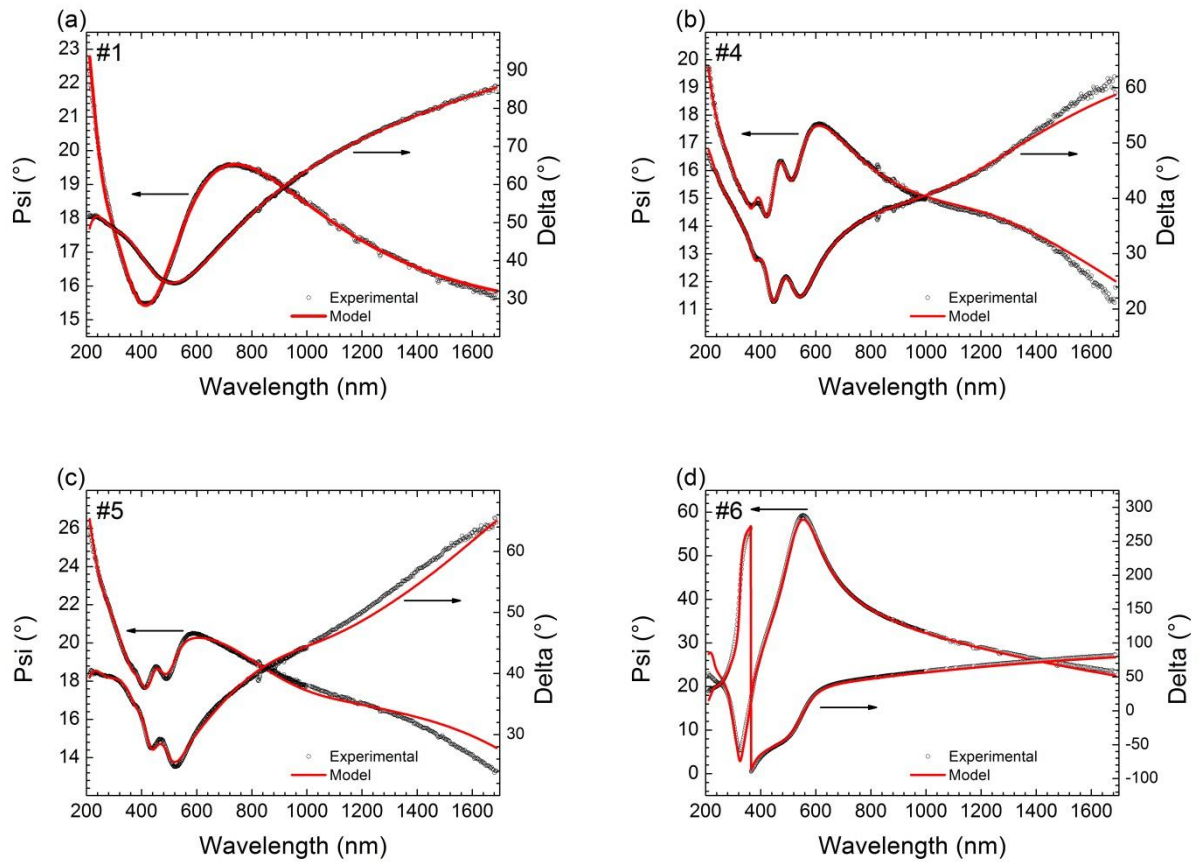 (a)
#1
23
22
21
20
19
18
17
16
15
Psi (°)
90
80
70
60
50
40
30
Delta (°)
200 400 600 800 1000 1200 1400 1600
Wavelength (nm)
Experimental
Model
(b)
#4
20
19
18
17
16
15
14
13
12
11
Psi (°)
60
50
40
30
20
Delta (°)
200 400 600 800 1000 1200 1400 1600
Wavelength (nm)
Experimental
Model
(c)
#5
26
24
22
20
18
16
14
Psi (°)
60
50
40
30
Delta (°)
200 400 600 800 1000 1200 1400 1600
Wavelength (nm)
Experimental
Model
(d)
#6
60
50
40
30
20
10
0
Psi (°)
300
250
200
150
100
50
0
-50
-100
Delta (°)
200 400 600 800 1000 1200 1400 1600
Wavelength (nm)
Experimental
Model